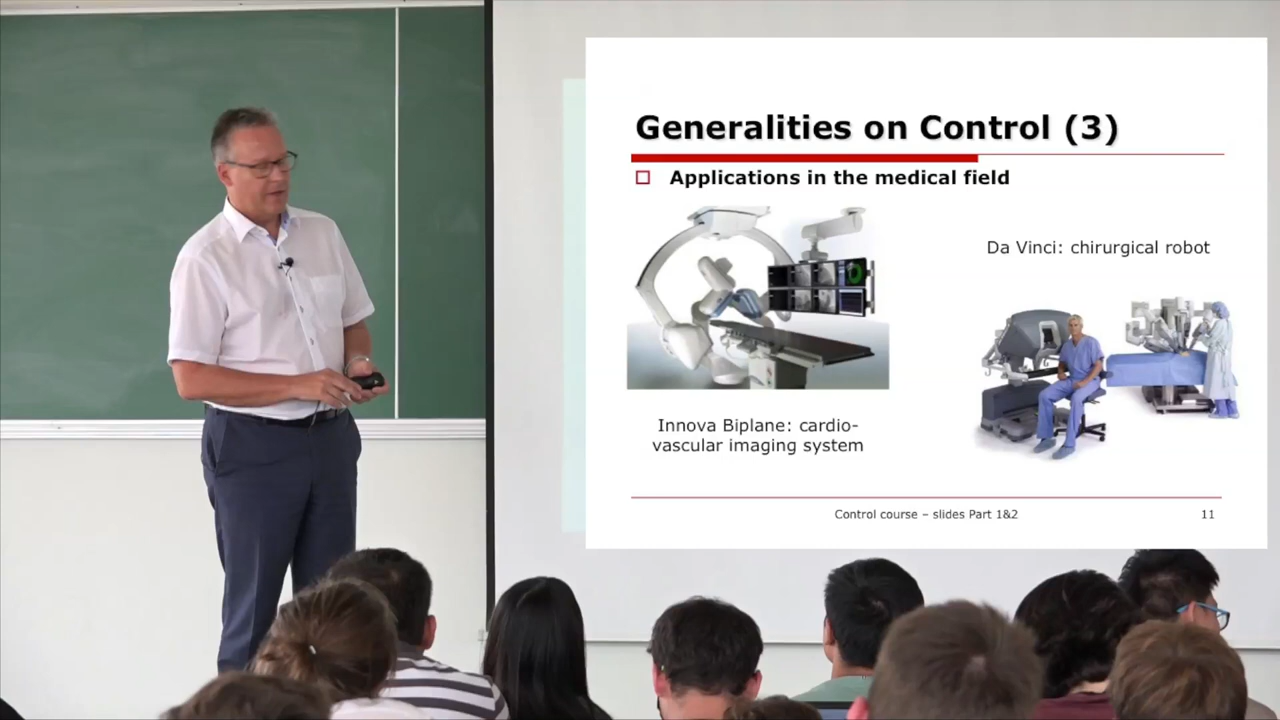 Generalities on Control (3)
Applications in the medical field
Da Vinci: chirurgical robot
Innova Biplane: cardio-
vascular imaging system
Control course – slides Part 1&2
11